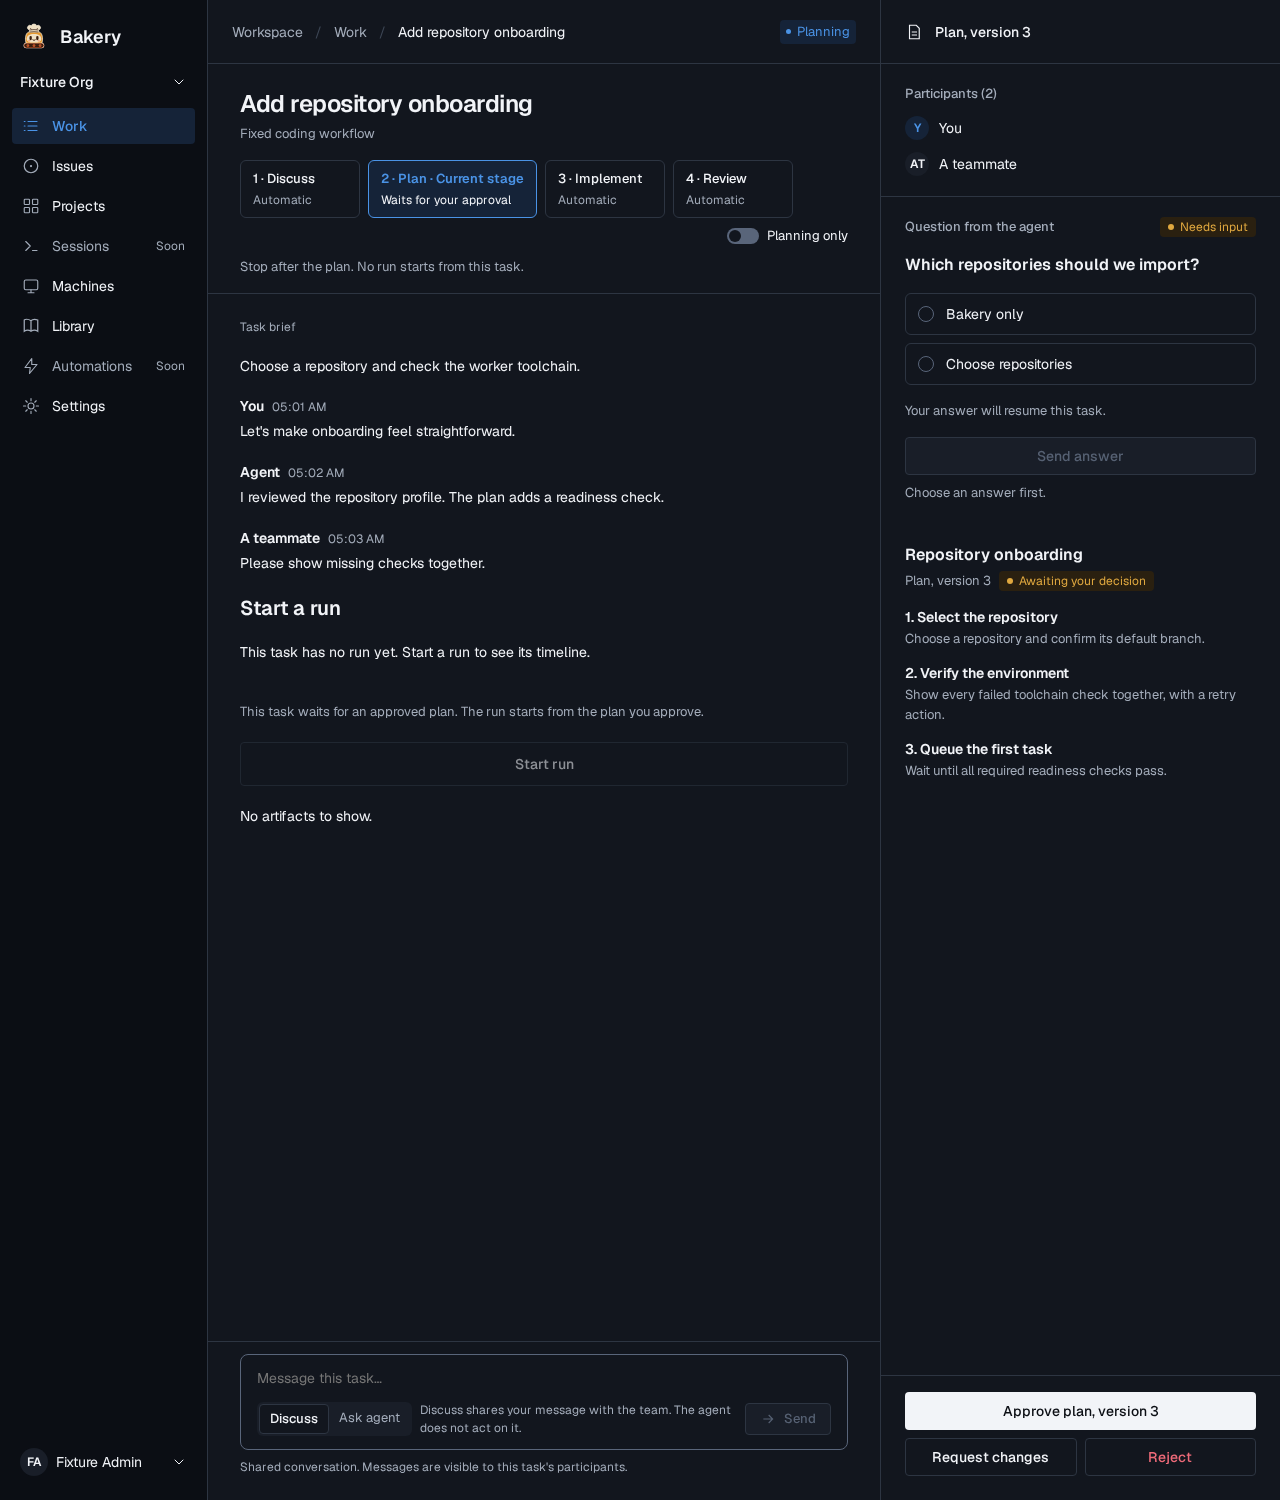 Bakery
Fixture Org
Work
Issues
Projects
Sessions Soon
Machines
Library
Automations Soon
Settings
FA Fixture Admin
Workspace / Work / Add repository onboarding
Planning
Add repository onboarding
Fixed coding workflow
1 · Discuss
Automatic
2 · Plan · Current stage
Waits for your approval
3 · Implement
Automatic
4 · Review
Automatic
Planning only
Stop after the plan. No run starts from this task.
Task brief
Choose a repository and check the worker toolchain.
You 05:01 AM
Let's make onboarding feel straightforward.
Agent 05:02 AM
I reviewed the repository profile. The plan adds a readiness check.
A teammate 05:03 AM
Please show missing checks together.
Start a run
This task has no run yet. Start a run to see its timeline.
This task waits for an approved plan. The run starts from the plan you approve.
Start run
No artifacts to show.
Message this task...
Discuss Ask agent
Discuss shares your message with the team. The agent
does not act on it.
Send
Shared conversation. Messages are visible to this task's participants.
Plan, version 3
Participants (2)
Y You
AT A teammate
Question from the agent Needs input
Which repositories should we import?
Bakery only
Choose repositories
Your answer will resume this task.
Send answer
Choose an answer first.
Repository onboarding
Plan, version 3 Awaiting your decision
1. Select the repository
Choose a repository and confirm its default branch.
2. Verify the environment
Show every failed toolchain check together, with a retry
action.
3. Queue the first task
Wait until all required readiness checks pass.
Approve plan, version 3
Request changes
Reject